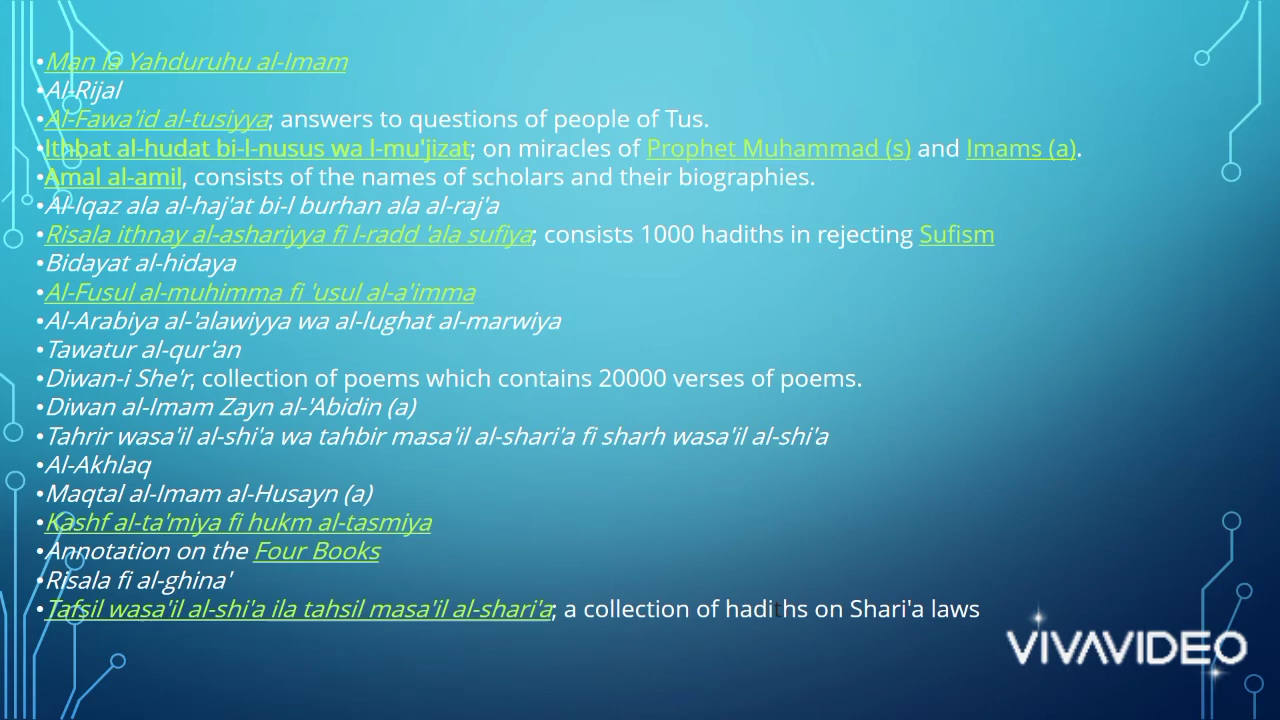 •Man la Yahduruhu al-Imam
•Al-Rijal
•Al-Fawa'id al-tusiyya; answers to questions of people of Tus.
•Ithbat al-hudat bi-l-nusus wa l-mu'jizat; on miracles of Prophet Muhammad (s) and Imams (a).
•Amal al-amil, consists of the names of scholars and their biographies.
•Al-Iqaz ala al-haj'at bi-l burhan ala al-raj'a
•Risala ithnay al-ashariyya fi l-radd 'ala sufiya; consists 1000 hadiths in rejecting Sufism
•Bidayat al-hidaya
•Al-Fusul al-muhimma fi 'usul al-a'imma
•Al-Arabiya al-'alawiyya wa al-lughat al-marwiya
•Tawatur al-qur'an
•Diwan-i She'r, collection of poems which contains 20000 verses of poems.
•Diwan al-Imam Zayn al-'Abidin (a)
•Tahrir wasa'il al-shi'a wa tahbir masa'il al-shari'a fi sharh wasa'il al-shi'a
•Al-Akhlaq
•Maqtal al-Imam al-Husayn (a)
•Kashf al-ta'miya fi hukm al-tasmiya
•Annotation on the Four Books
•Risala fi al-ghina'
•Tafsil wasa'il al-shi'a ila tahsil masa'il al-shari'a; a collection of hadiths on Shari'a laws
VIVAVIDEO